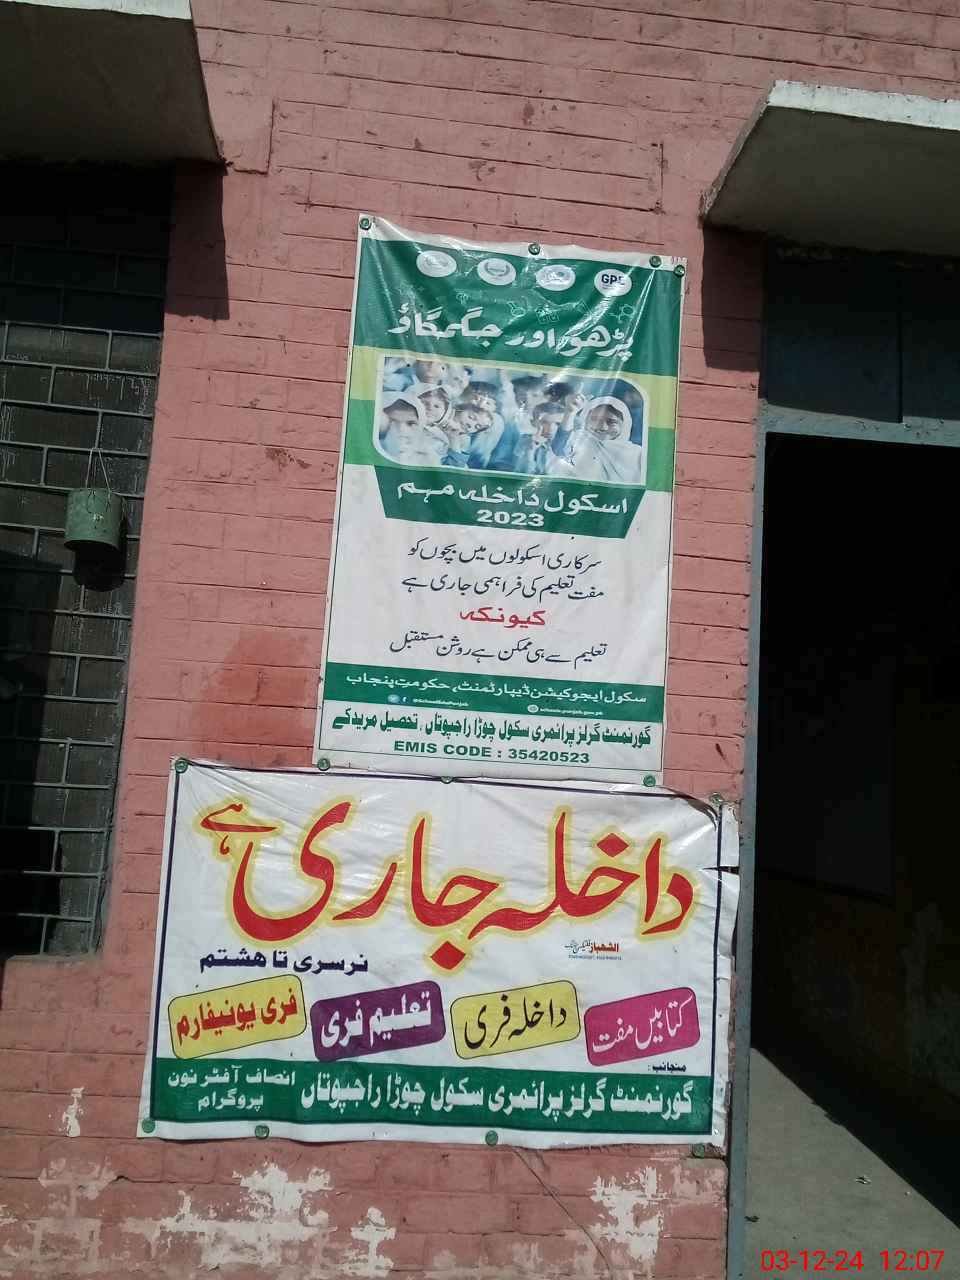 GPE
پڑھو اور جگمگاؤ
اسکول داخلہ مہم
2023
سرکاری اسکولوں میں بچوں کو
مفت تعلیم کی فراہمی جاری ہے
کیونکہ
تعلیم سے ہی ممکن ہے روشن مستقبل
سکول ایجوکیشن ڈیپارٹمنٹ، حکومتِ پنجاب
گورنمنٹ گرلز پرائمری سکول چوڑا راجپوتاں، تحصیل مریدکے
EMIS CODE : 35420523
داخلہ جاری ہے
الشھباز
نرسری تا ھشتم
کتابیں مفت
داخلہ فری
تعلیم فری
فری یونیفارم
منجانب:
گورنمنٹ گرلز پرائمری سکول چوڑا راجپوتاں
انصاف آفٹر نون
پروگرام
03-12-24 12:07